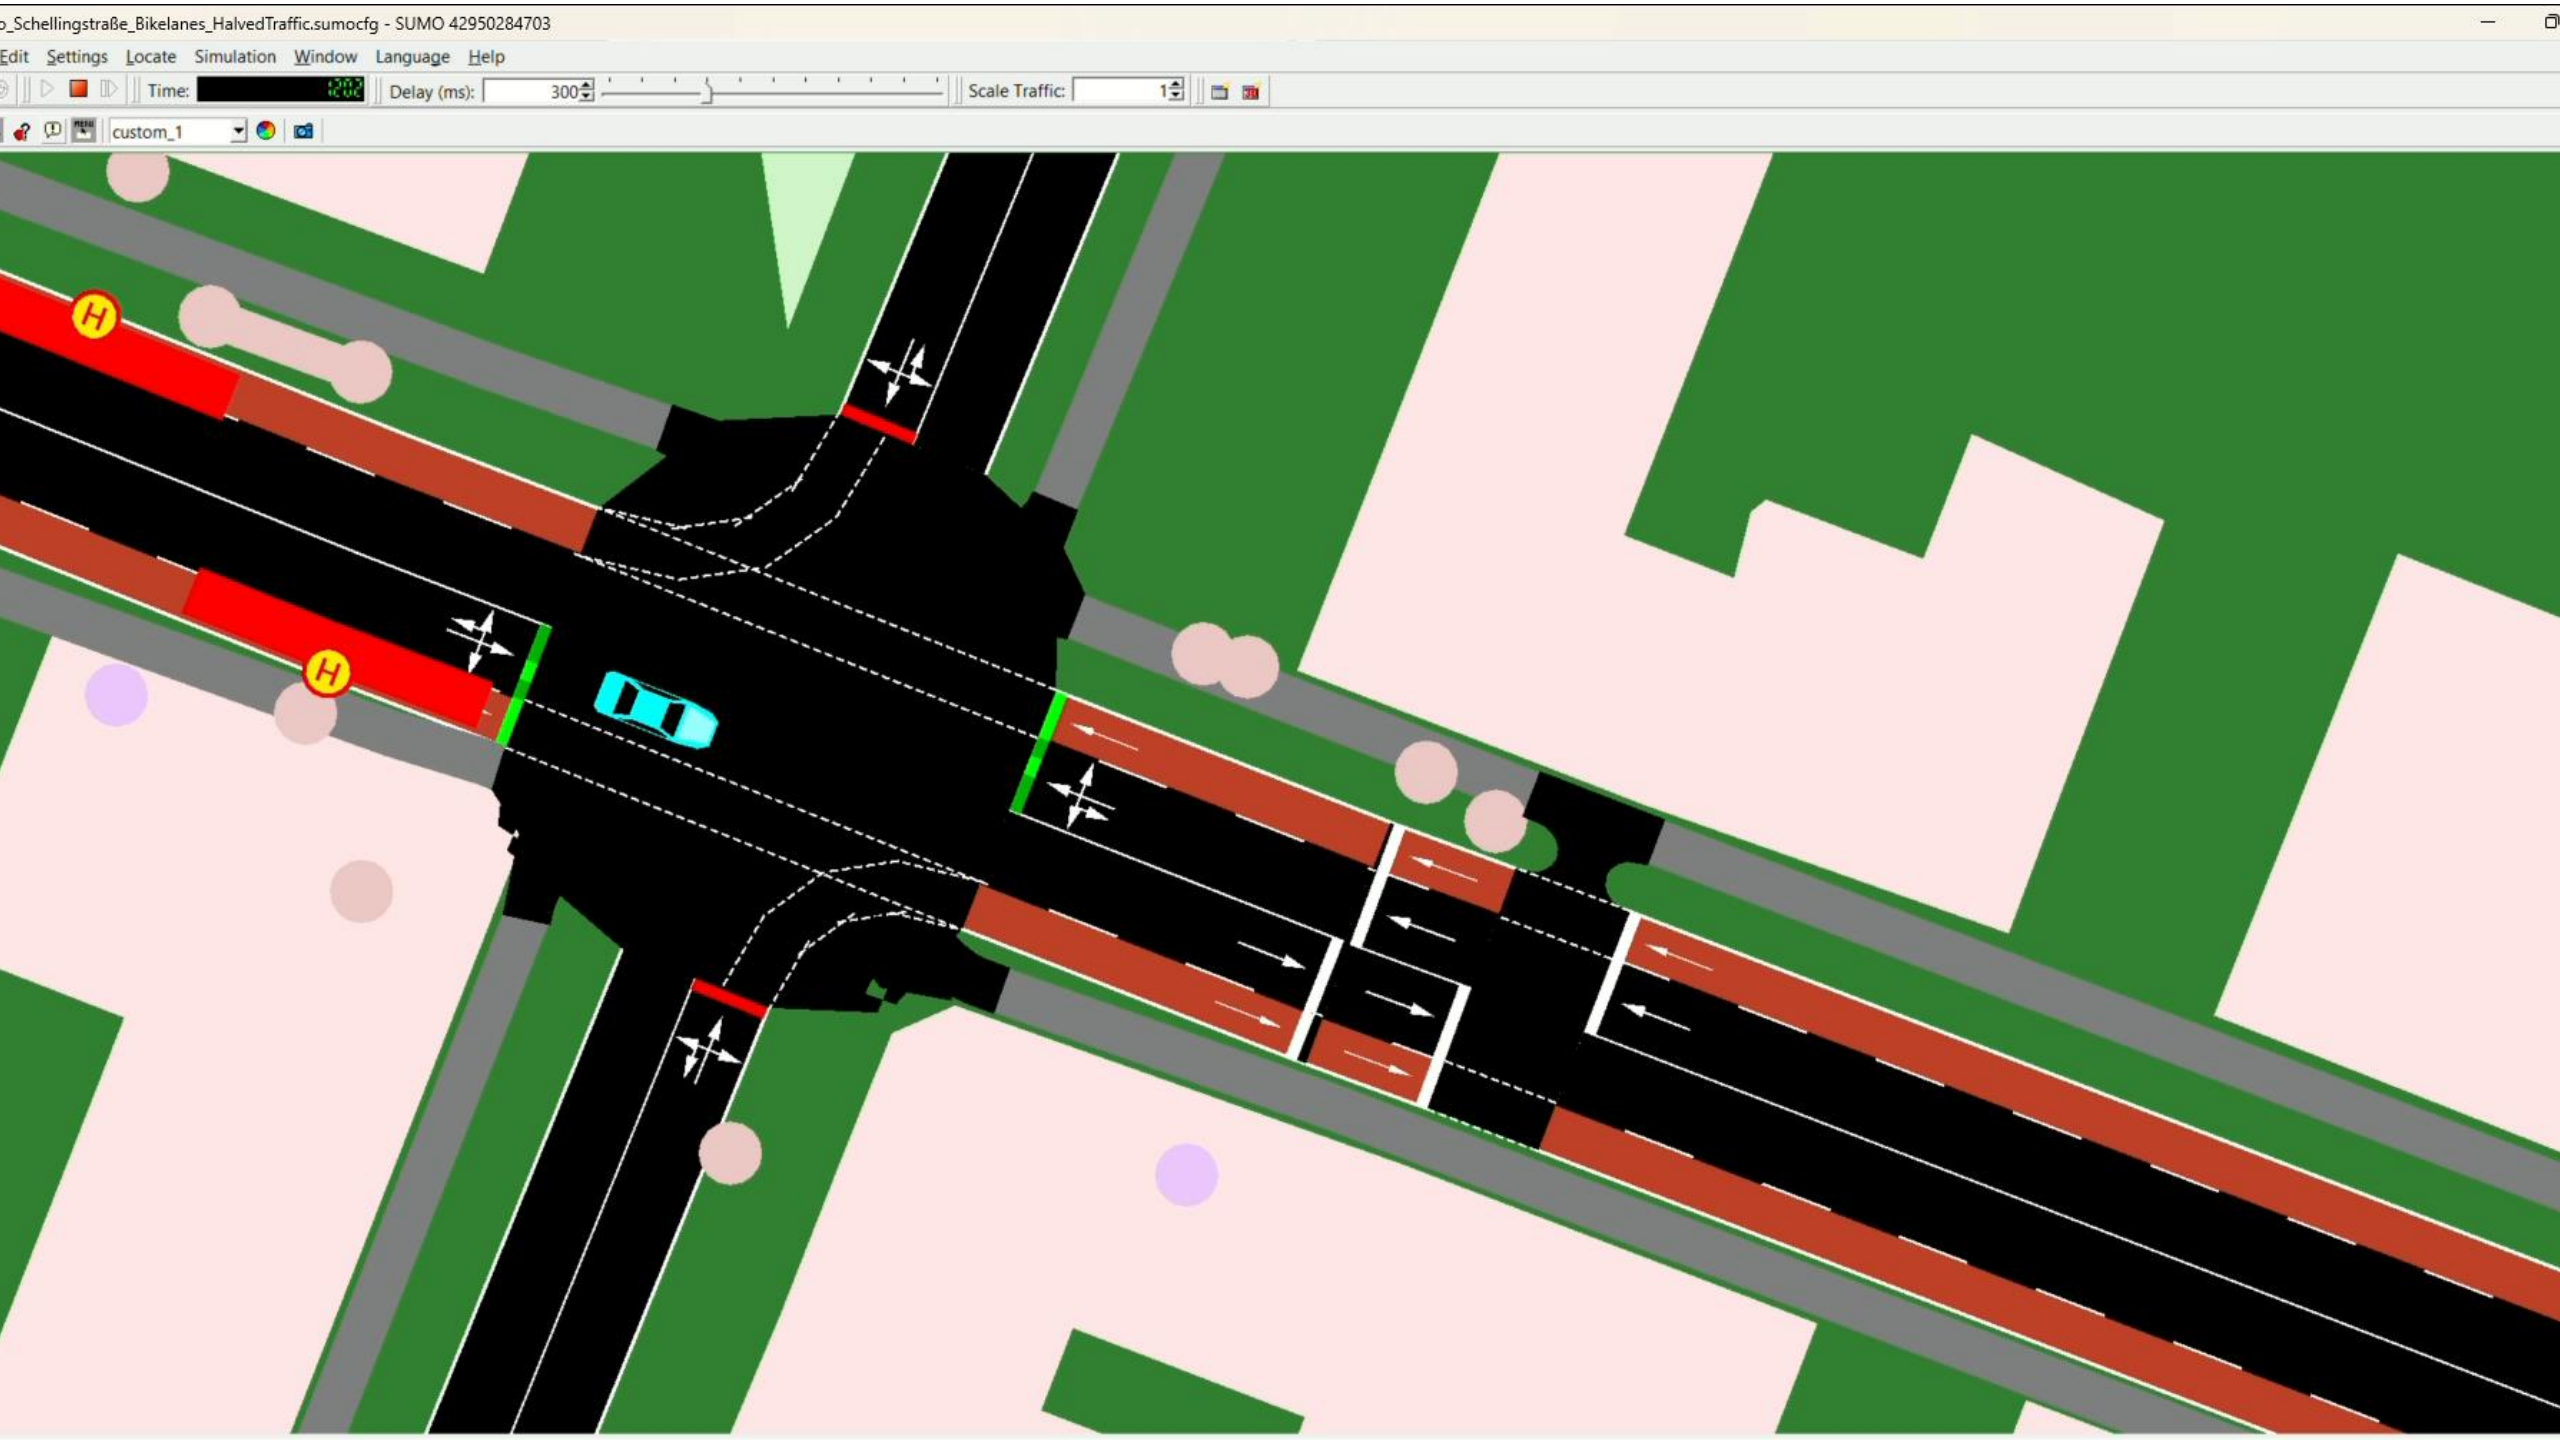 o_Schellingstraße_Bikelanes_HalvedTraffic.sumocfg - SUMO 42950284703
Edit Settings Locate Simulation Window Language Help
Time: 1202 Delay (ms): 300 Scale Traffic: 1
custom_1
H
H